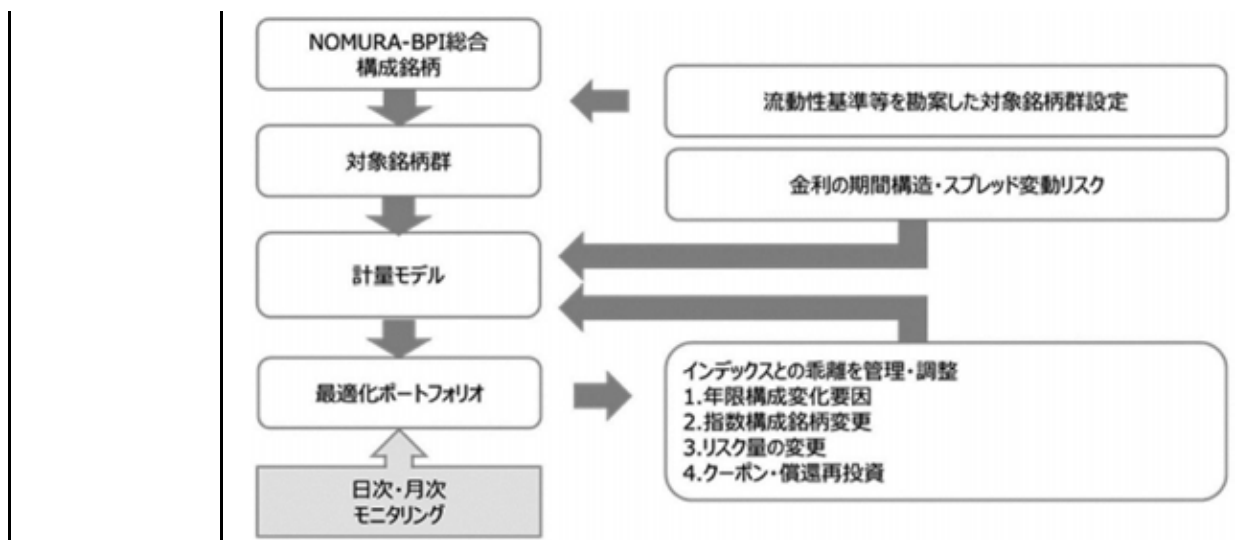 NOMURA-BPI総合
構成銘柄
流動性基準等を勘案した対象銘柄群設定
対象銘柄群
金利の期間構造・スプレッド変動リスク
計量モデル
最適化ポートフォリオ
インデックスとの乖離を管理・調整
1.年限構成変化要因
2.指数構成銘柄変更
3.リスク量の変更
4.クーポン・償還再投資
日次・月次
モニタリング